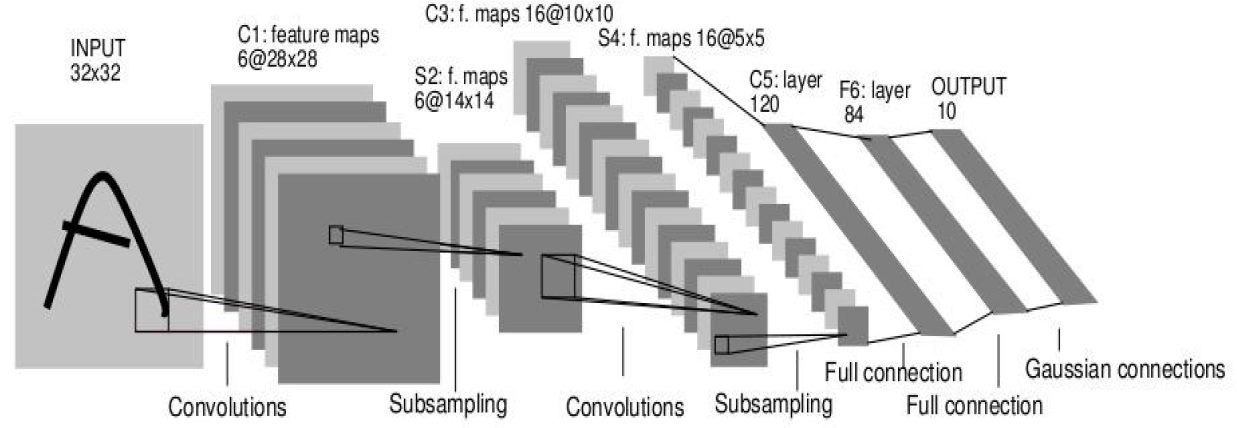 INPUT
32x32
C1: feature maps
6@28x28
S2: f. maps
6@14x14
C3: f. maps 16@10x10
S4: f. maps 16@5x5
C5: layer
120
F6: layer
84
OUTPUT
10
Convolutions
Subsampling
Convolutions
Subsampling
Full connection
Full connection
Gaussian connections
A